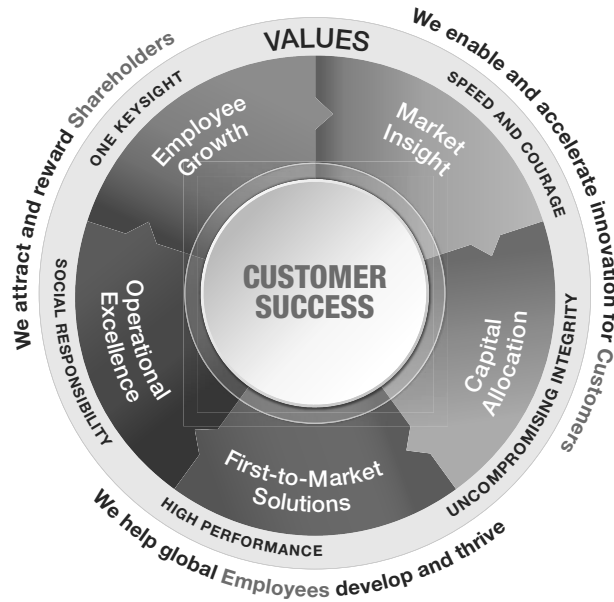 VALUES
We enable and accelerate innovation for Customers
We help global Employees develop and thrive
We attract and reward Shareholders
SPEED AND COURAGE
UNCOMPROMISING INTEGRITY
HIGH PERFORMANCE
SOCIAL RESPONSIBILITY
ONE KEYSIGHT
Market
Insight
Capital
Allocation
First-to-Market
Solutions
Operational
Excellence
Employee
Growth
CUSTOMER
SUCCESS